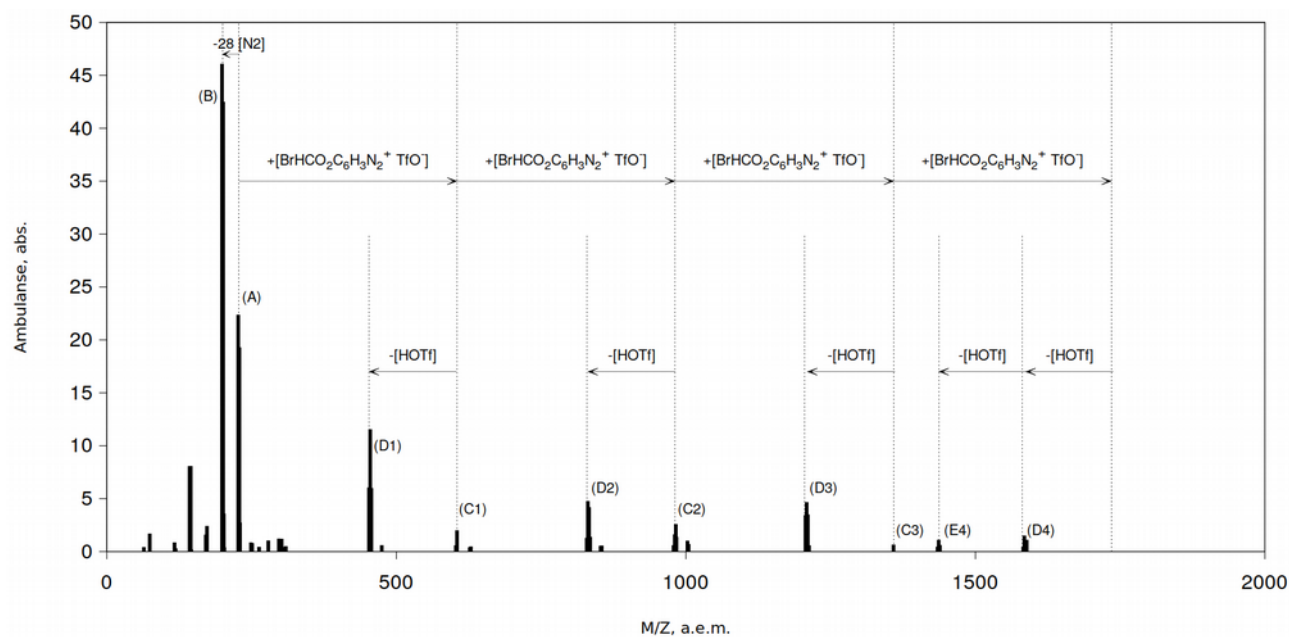 50
-28 [N2]
45
(B)
40
+[BrHCO₂C₆H₃N₂⁺ TfO⁻] +[BrHCO₂C₆H₃N₂⁺ TfO⁻] +[BrHCO₂C₆H₃N₂⁺ TfO⁻] +[BrHCO₂C₆H₃N₂⁺ TfO⁻]
35
30
Ambulanse, abs.
25
(A)
20
-[HOTf] -[HOTf] -[HOTf] -[HOTf] -[HOTf]
15
10
(D1)
5
(C1) (D2) (C2) (D3) (C3) (E4) (D4)
0
0 500 1000 1500 2000
M/Z, a.e.m.